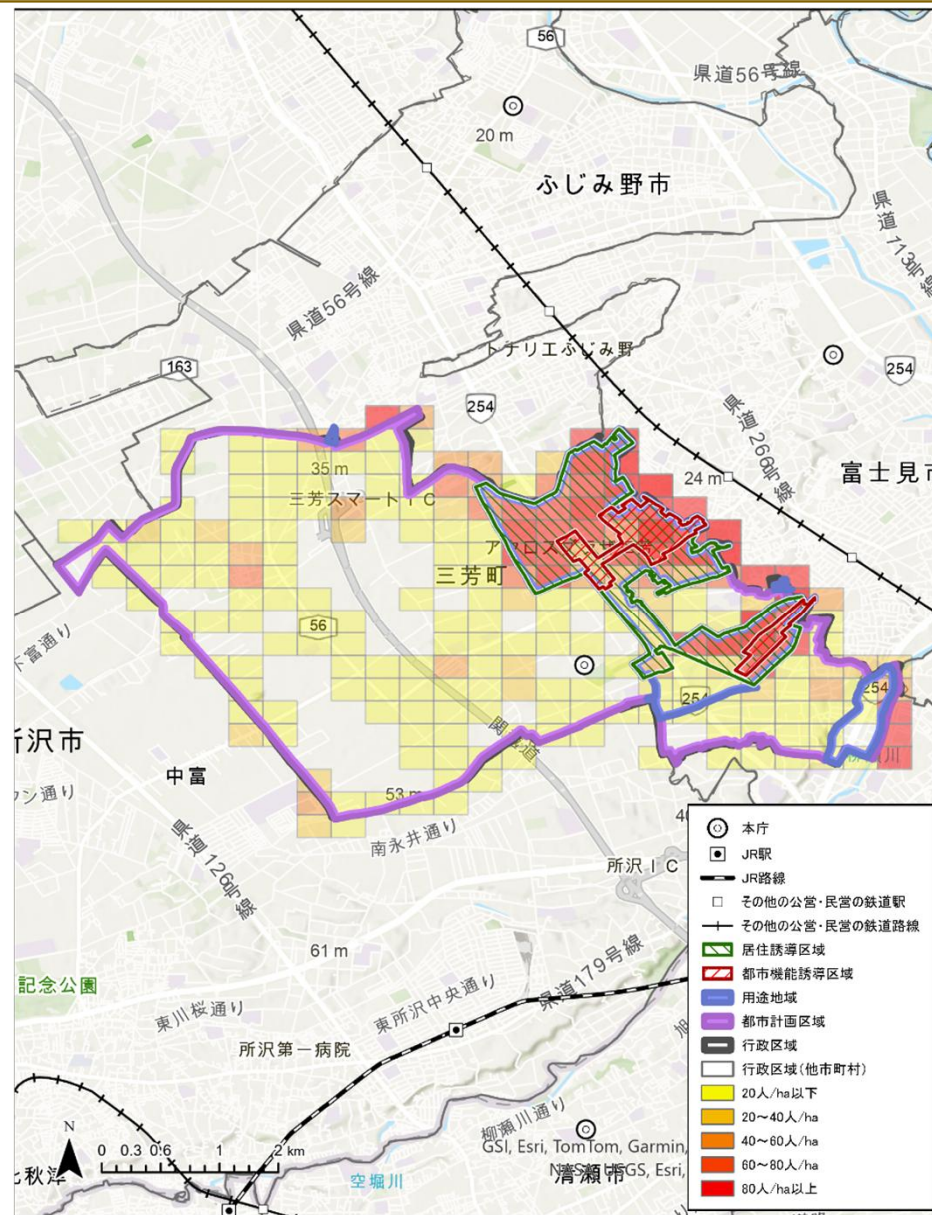 56
県道56号線
20 m
ふじみ野市
県道113号線
県道56号線
トナリエふじみ野
163
254
254
県道266号線
35 m
24 m
富士見市
三芳スマートIC
三芳町
56
下富通り
254
254
所沢市
関越道
中富
53 m
南永井通り
県道126号線
所沢IC
61 m
県道179号線
記念公園
東川桜通り
東所沢中央通り
所沢第一病院
柳瀬川通り
清瀬市
空堀川
N
0 0.3 0.6 1 2 km
GSI, Esri, TomTom, Garmin,
本庁
JR駅
JR路線
その他の公営・民営の鉄道駅
その他の公営・民営の鉄道路線
居住誘導区域
都市機能誘導区域
用途地域
都市計画区域
行政区域
行政区域(他市町村)
20人/ha以下
20～40人/ha
40～60人/ha
60～80人/ha
80人/ha以上